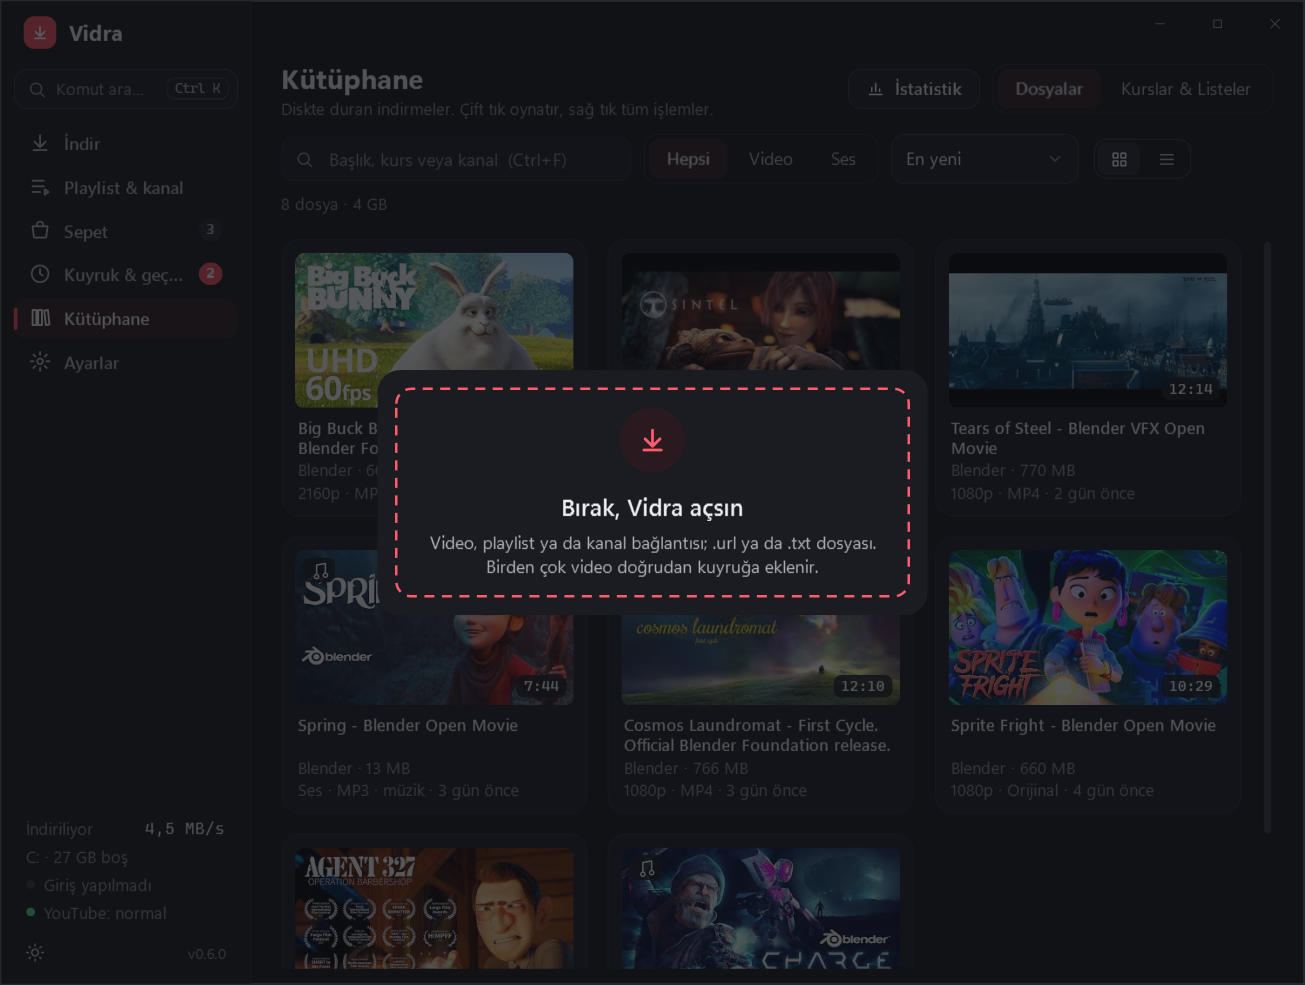 Vidra
Komut ara... Ctrl K
İndir
Playlist & kanal
Sepet 3
Kuyruk & geç... 2
Kütüphane
Ayarlar
İndiriliyor 4,5 MB/s
C: · 27 GB boş
Giriş yapılmadı
YouTube: normal
v0.6.0
Kütüphane
Diskte duran indirmeler. Çift tık oynatır, sağ tık tüm işlemler.
İstatistik
Dosyalar
Kurslar & Listeler
Başlık, kurs veya kanal (Ctrl+F)
Hepsi
Video
Ses
En yeni
8 dosya · 4 GB
Big Buck
BUNNY
UHD
60fps
Big Buck B
Blender Fo
Blender · 6
2160p · MP
SINTEL
12:14
Tears of Steel - Blender VFX Open
Movie
Blender · 770 MB
1080p · MP4 · 2 gün önce
Bırak, Vidra açsın
Video, playlist ya da kanal bağlantısı; .url ya da .txt dosyası.
Birden çok video doğrudan kuyruğa eklenir.
SPRI
blender
7:44
Spring - Blender Open Movie
Blender · 13 MB
Ses · MP3 · müzik · 3 gün önce
cosmos laundromat
first cycle
12:10
Cosmos Laundromat - First Cycle.
Official Blender Foundation release.
Blender · 766 MB
1080p · MP4 · 3 gün önce
SPRITE
FRIGHT
10:29
Sprite Fright - Blender Open Movie
Blender · 660 MB
1080p · Orijinal · 4 gün önce
AGENT 327
OPERATION BARBERSHOP
blender
CHARGE